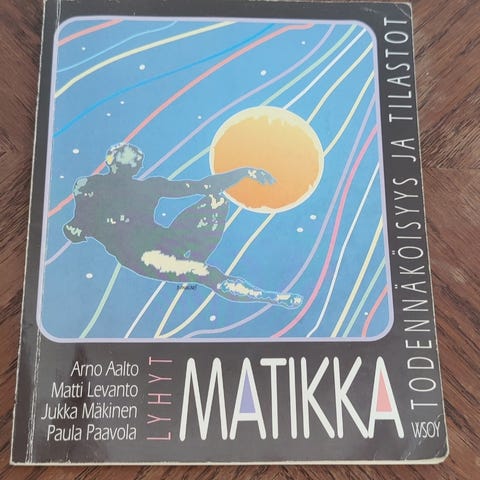 Arno Aalto
Matti Levanto
Jukka Mäkinen
Paula Paavola
LYHYT
MATIKKA
TODENNÄKÖISYYS JA TILASTOT
WSOY